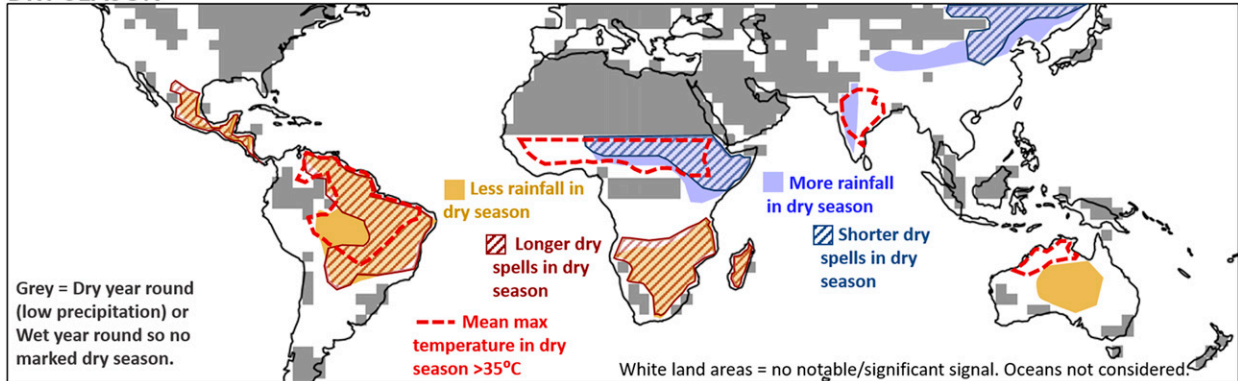 Less rainfall in
dry season
Longer dry
spells in dry
season
Mean max
temperature in dry
season >35⁰C
More rainfall
in dry season
Shorter dry
spells in dry
season
Grey = Dry year round
(low precipitation) or
Wet year round so no
marked dry season.
White land areas = no notable/significant signal. Oceans not considered.